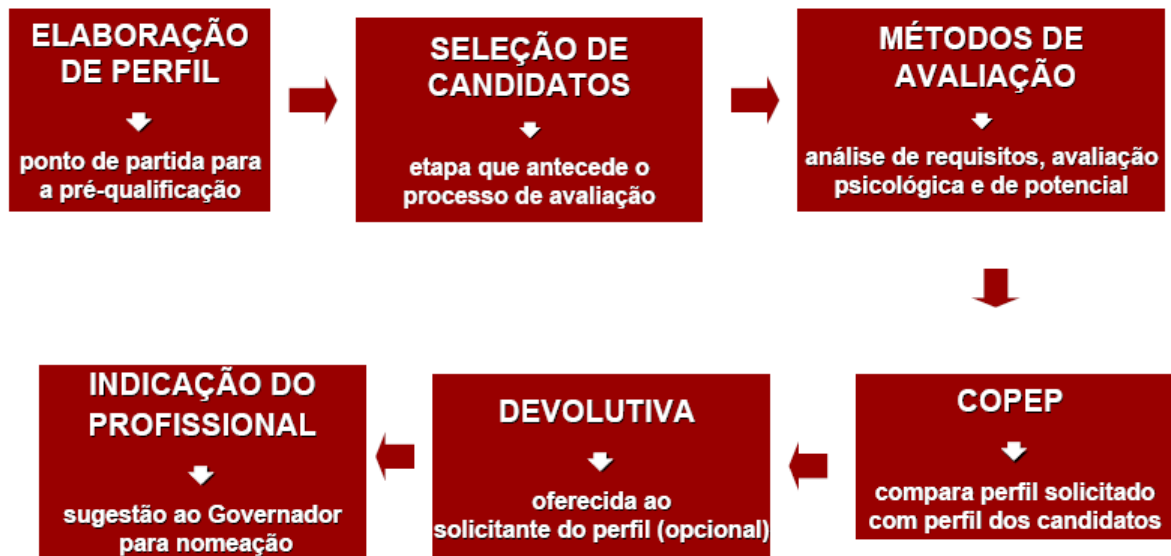 ELABORAÇÃO
DE PERFIL
ponto de partida para
a pré-qualificação
SELEÇÃO DE
CANDIDATOS
etapa que antecede o
processo de avaliação
MÉTODOS DE
AVALIAÇÃO
análise de requisitos, avaliação
psicológica e de potencial
COPEP
compara perfil solicitado
com perfil dos candidatos
DEVOLUTIVA
oferecida ao
solicitante do perfil (opcional)
INDICAÇÃO DO
PROFISSIONAL
sugestão ao Governador
para nomeação